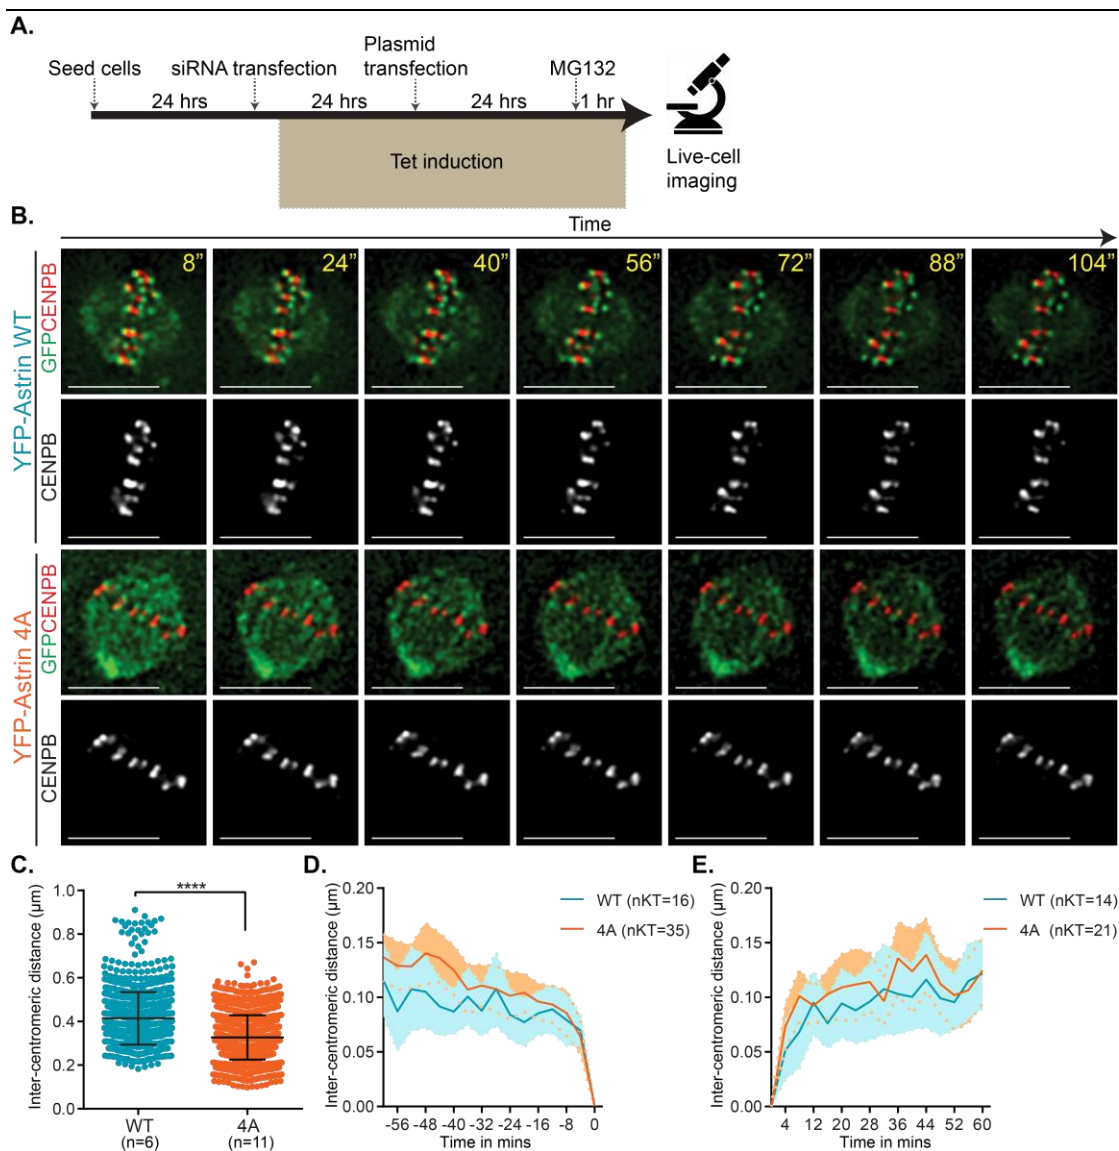 A.
Seed cells
siRNA transfection
Plasmid
transfection
MG132
24 hrs
24 hrs
24 hrs
1 hr
Tet induction
Live-cell
imaging
B.
Time
YFP-Astrin WT
GFPCENPB
8” 24” 40” 56” 72” 88” 104”
CENPB
YFP-Astrin 4A
GFPCENPB
CENPB
C.
Inter-centromeric distance (μm)
1.0
0.8
0.6
0.4
0.2
0.0
****
WT 4A
(n=6) (n=11)
D.
Inter-centromeric distance (μm)
0.20
0.15
0.10
0.05
0.00
WT (nKT=16)
4A (nKT=35)
-56 -48 -40 -32 -24 -16 -8 0
Time in mins
E.
Inter-centromeric distance (μm)
0.20
0.15
0.10
0.05
0.00
WT (nKT=14)
4A (nKT=21)
4 12 20 28 36 44 52 60
Time in mins